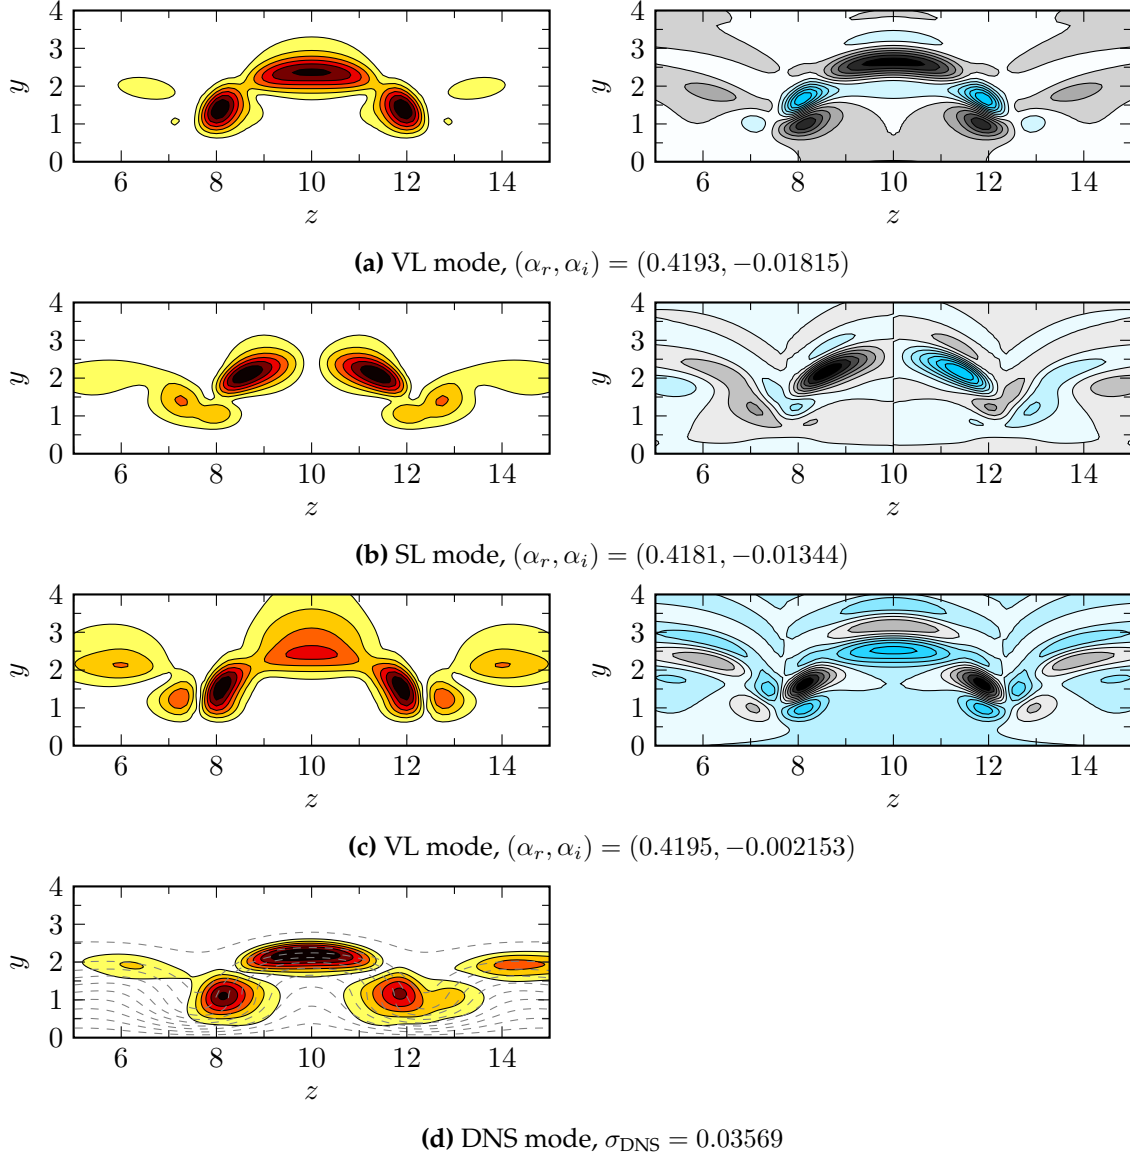 4
3
2
1
0
y
6 8 10 12 14
z
4
3
2
1
0
y
6 8 10 12 14
z
(a) VL mode, (α_r, α_i) = (0.4193, −0.01815)
4
3
2
1
0
y
6 8 10 12 14
z
4
3
2
1
0
y
6 8 10 12 14
z
(b) SL mode, (α_r, α_i) = (0.4181, −0.01344)
4
3
2
1
0
y
6 8 10 12 14
z
4
3
2
1
0
y
6 8 10 12 14
z
(c) VL mode, (α_r, α_i) = (0.4195, −0.002153)
4
3
2
1
0
y
6 8 10 12 14
z
(d) DNS mode, σ_DNS = 0.03569